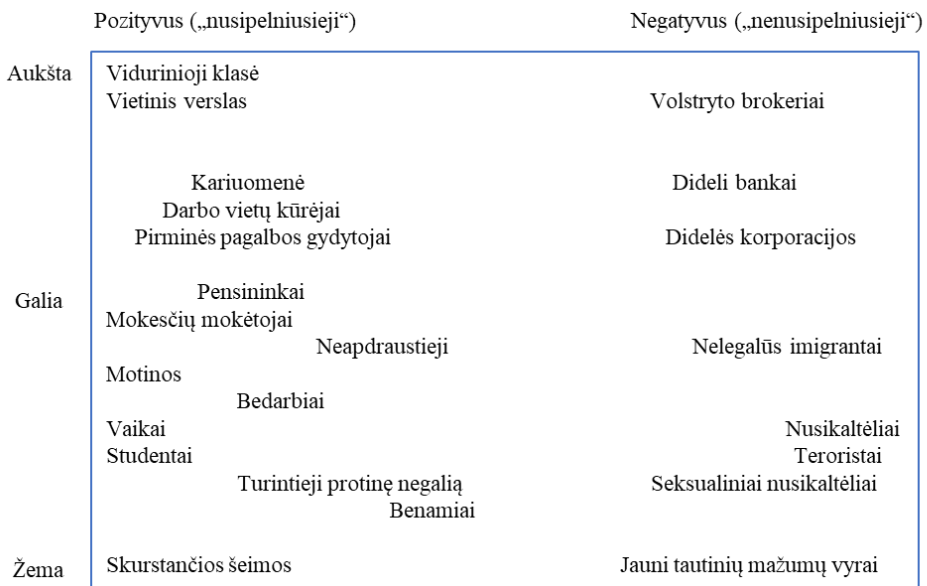 Pozityvus („nusipelniusieji“) Negatyvus („nenusipelniusieji“)
Aukšta Vidurinioji klasė
Vietinis verslas Volstryto brokeriai
Kariuomenė Dideli bankai
Darbo vietų kūrėjai
Pirminės pagalbos gydytojai Didelės korporacijos
Galia Pensininkai
Mokesčių mokėtojai
Neapdraustieji Nelegalūs imigrantai
Motinos
Bedarbiai
Vaikai Nusikaltėliai
Studentai Teroristai
Turintieji protinę negalią Seksualiniai nusikaltėliai
Benamiai
Žema Skurstančios šeimos Jauni tautinių mažumų vyrai